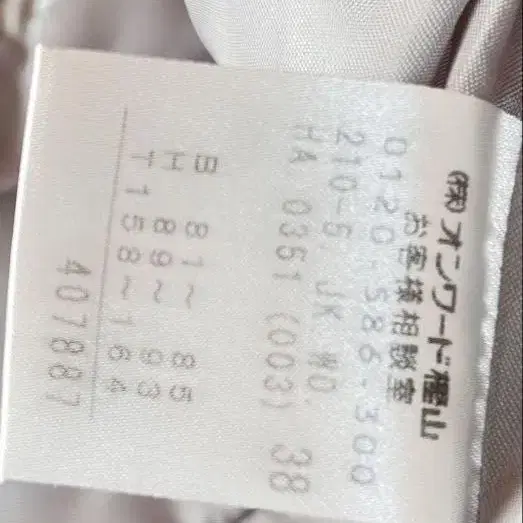 ㈱オンワード樫山
お客様相談室
0120-586-300
210-5. JK WO.
HA 0351 (003) 38
B 81～ 85
H 89～ 93
T 158～164
407887